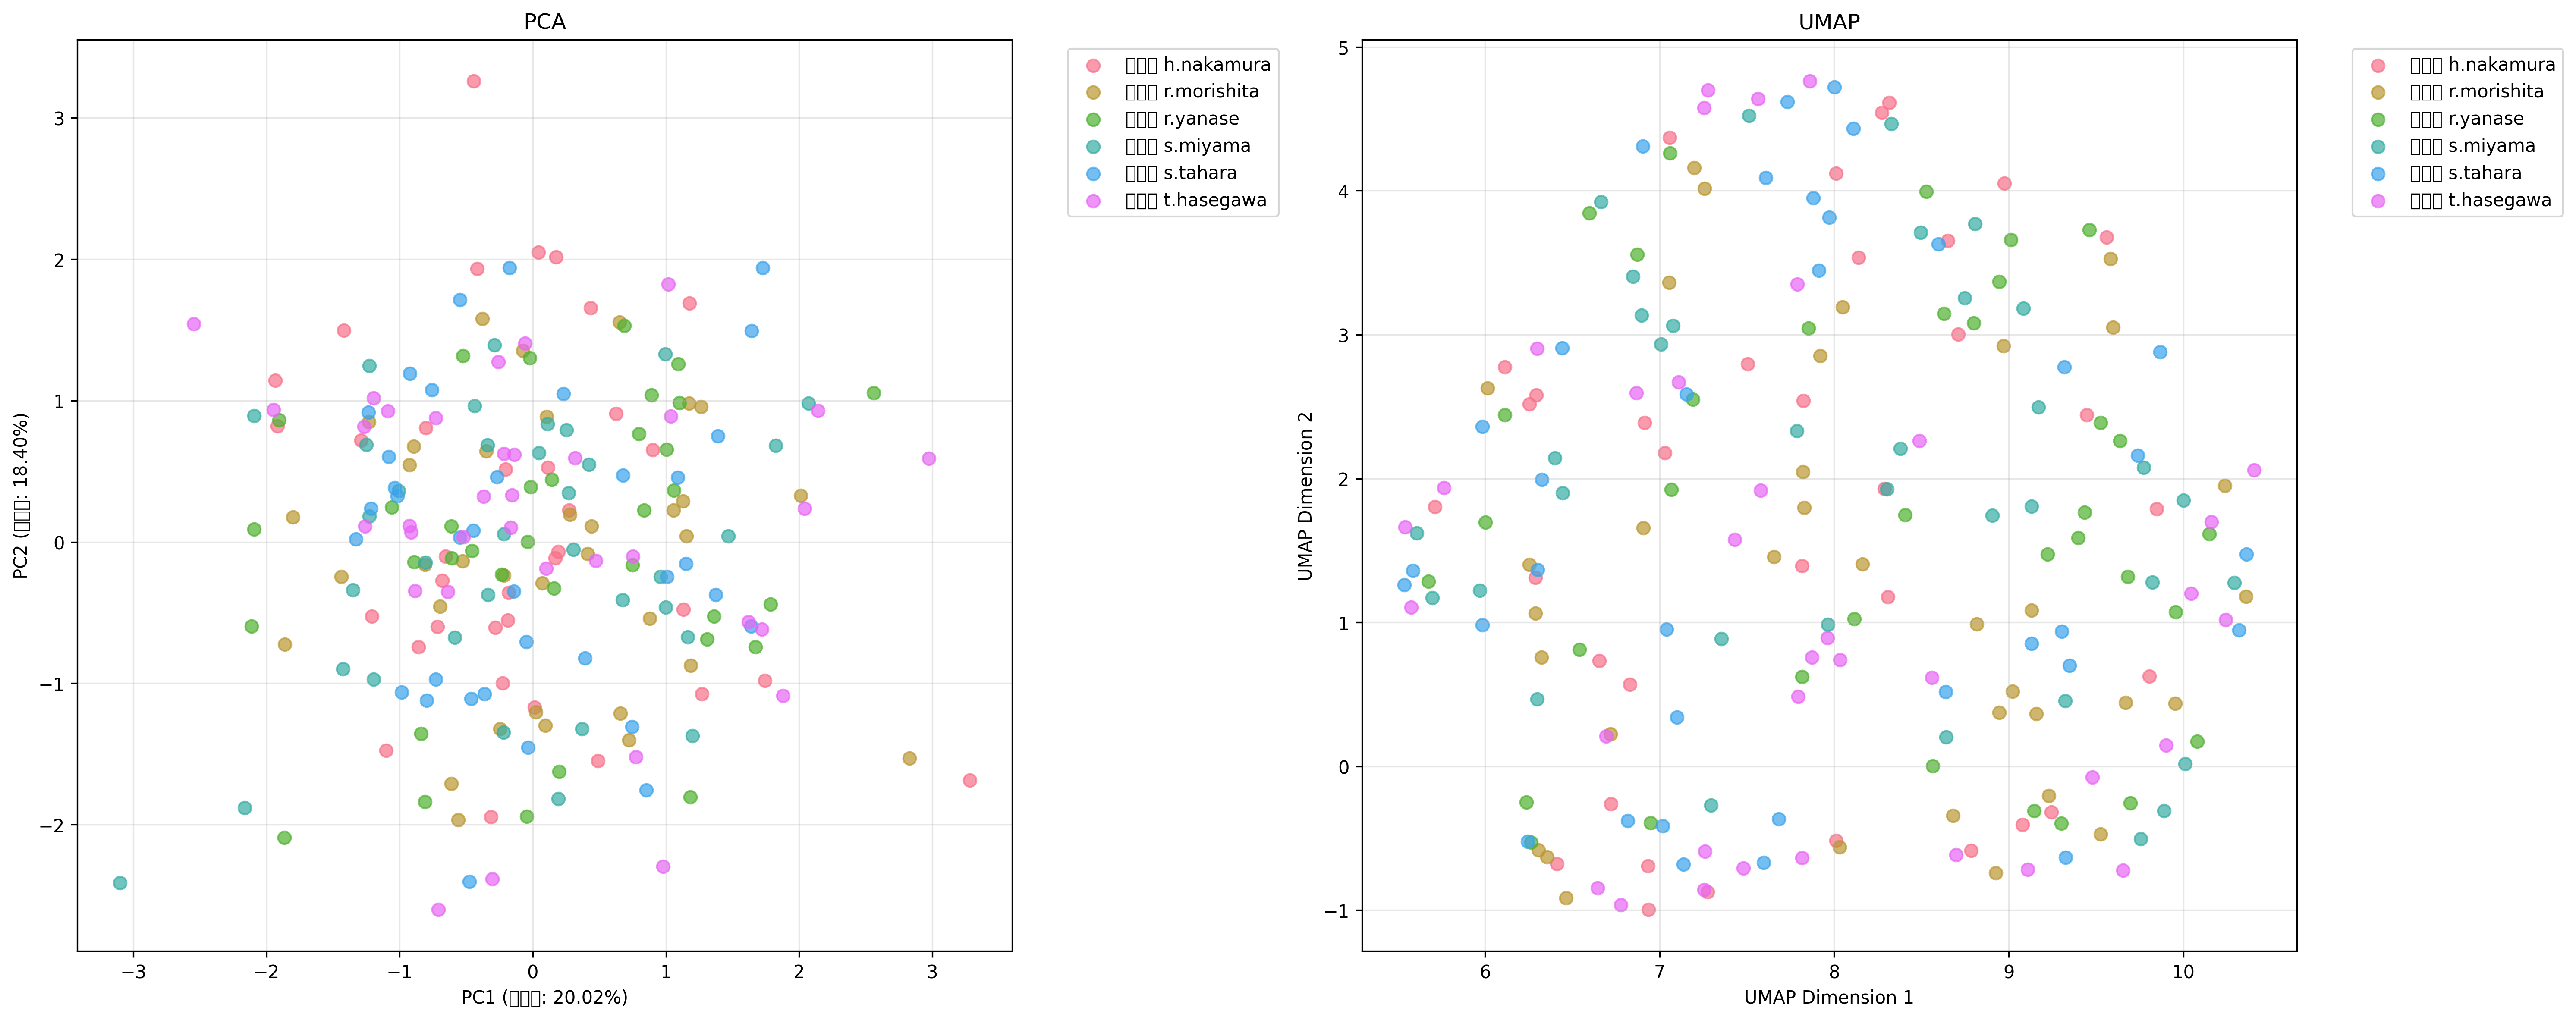 PCA
3
2
1
0
−1
−2
PC2 (□□□: 18.40%)
−3
−2
−1
0
1
2
3
PC1 (□□□: 20.02%)
□□□ h.nakamura
□□□ r.morishita
□□□ r.yanase
□□□ s.miyama
□□□ s.tahara
□□□ t.hasegawa
UMAP
5
4
3
2
1
0
−1
UMAP Dimension 2
6
7
8
9
10
UMAP Dimension 1
□□□ h.nakamura
□□□ r.morishita
□□□ r.yanase
□□□ s.miyama
□□□ s.tahara
□□□ t.hasegawa